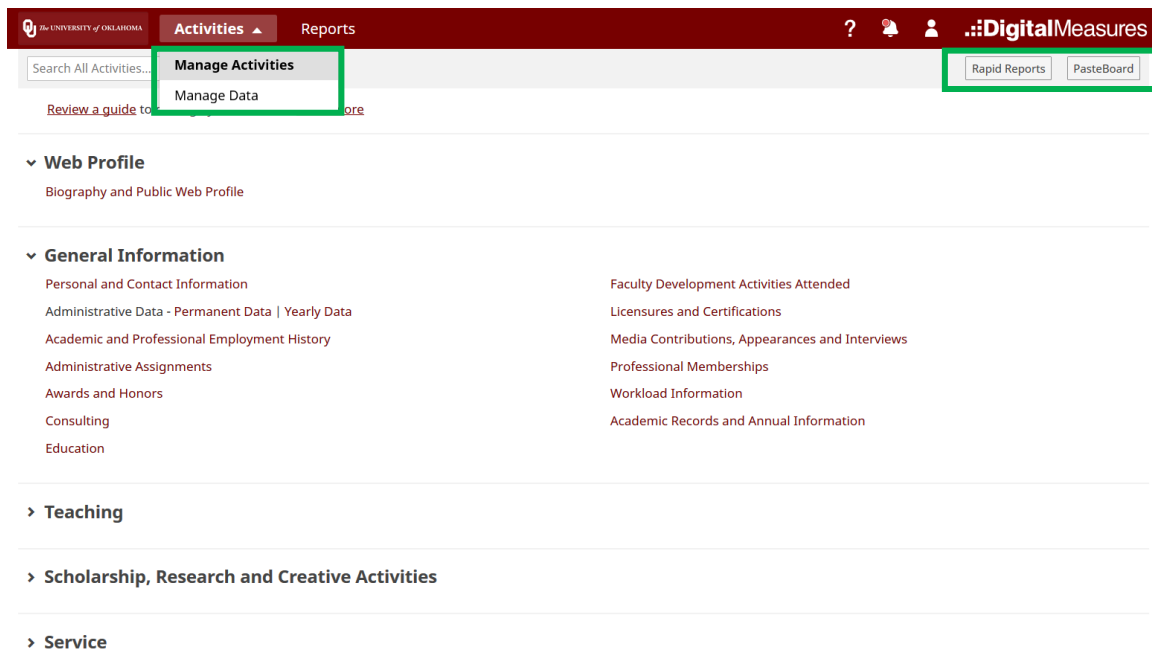 The UNIVERSITY of OKLAHOMA Activities Reports ? .::DigitalMeasures
Search All Activities... Manage Activities Rapid Reports PasteBoard
Manage Data
Review a guide to ore
Web Profile
Biography and Public Web Profile
General Information
Personal and Contact Information Faculty Development Activities Attended
Administrative Data - Permanent Data | Yearly Data Licensures and Certifications
Academic and Professional Employment History Media Contributions, Appearances and Interviews
Administrative Assignments Professional Memberships
Awards and Honors Workload Information
Consulting Academic Records and Annual Information
Education
Teaching
Scholarship, Research and Creative Activities
Service